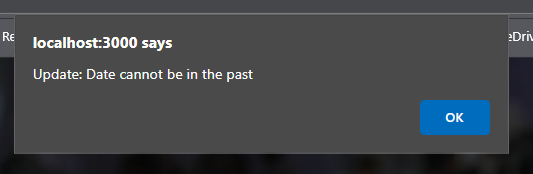 Re
localhost:3000 says
eDriv
Update: Date cannot be in the past
OK